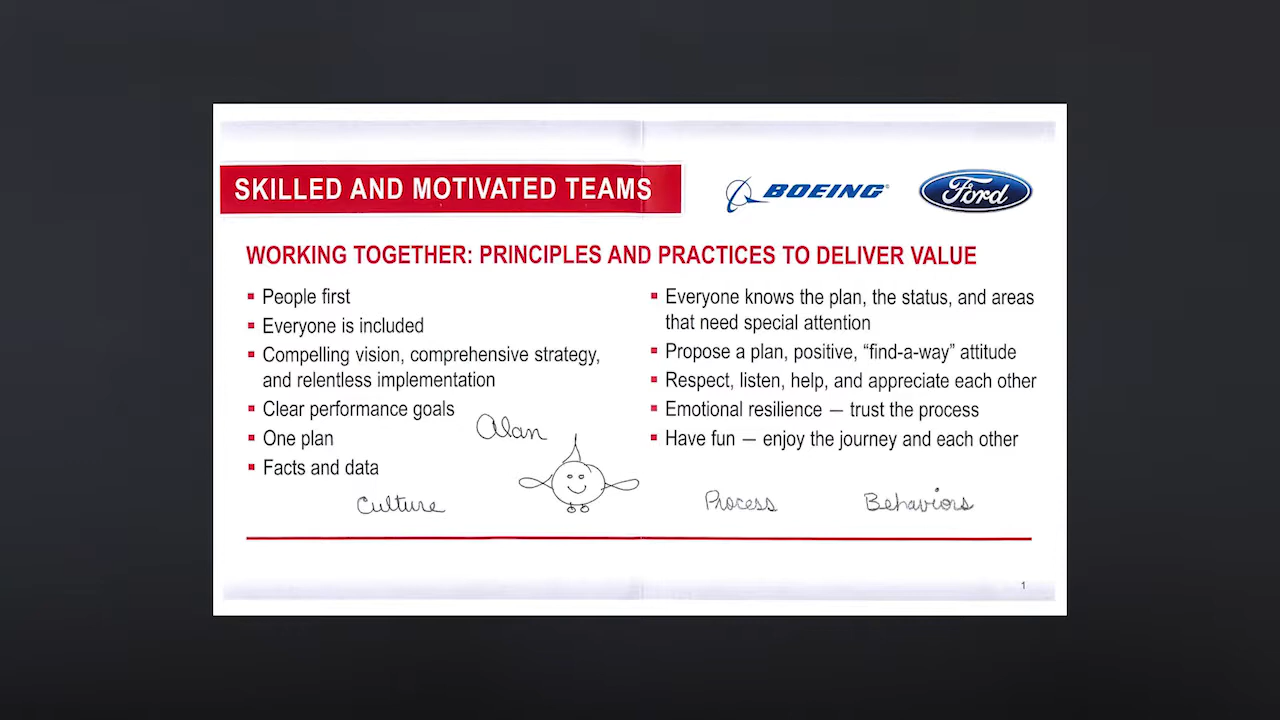 SKILLED AND MOTIVATED TEAMS
BOEING®
Ford
WORKING TOGETHER: PRINCIPLES AND PRACTICES TO DELIVER VALUE
▪ People first
▪ Everyone is included
▪ Compelling vision, comprehensive strategy,
and relentless implementation
▪ Clear performance goals
▪ One plan
▪ Facts and data
▪ Everyone knows the plan, the status, and areas
that need special attention
▪ Propose a plan, positive, “find-a-way” attitude
▪ Respect, listen, help, and appreciate each other
▪ Emotional resilience — trust the process
▪ Have fun — enjoy the journey and each other
Alan
Culture
Process
Behaviors
1